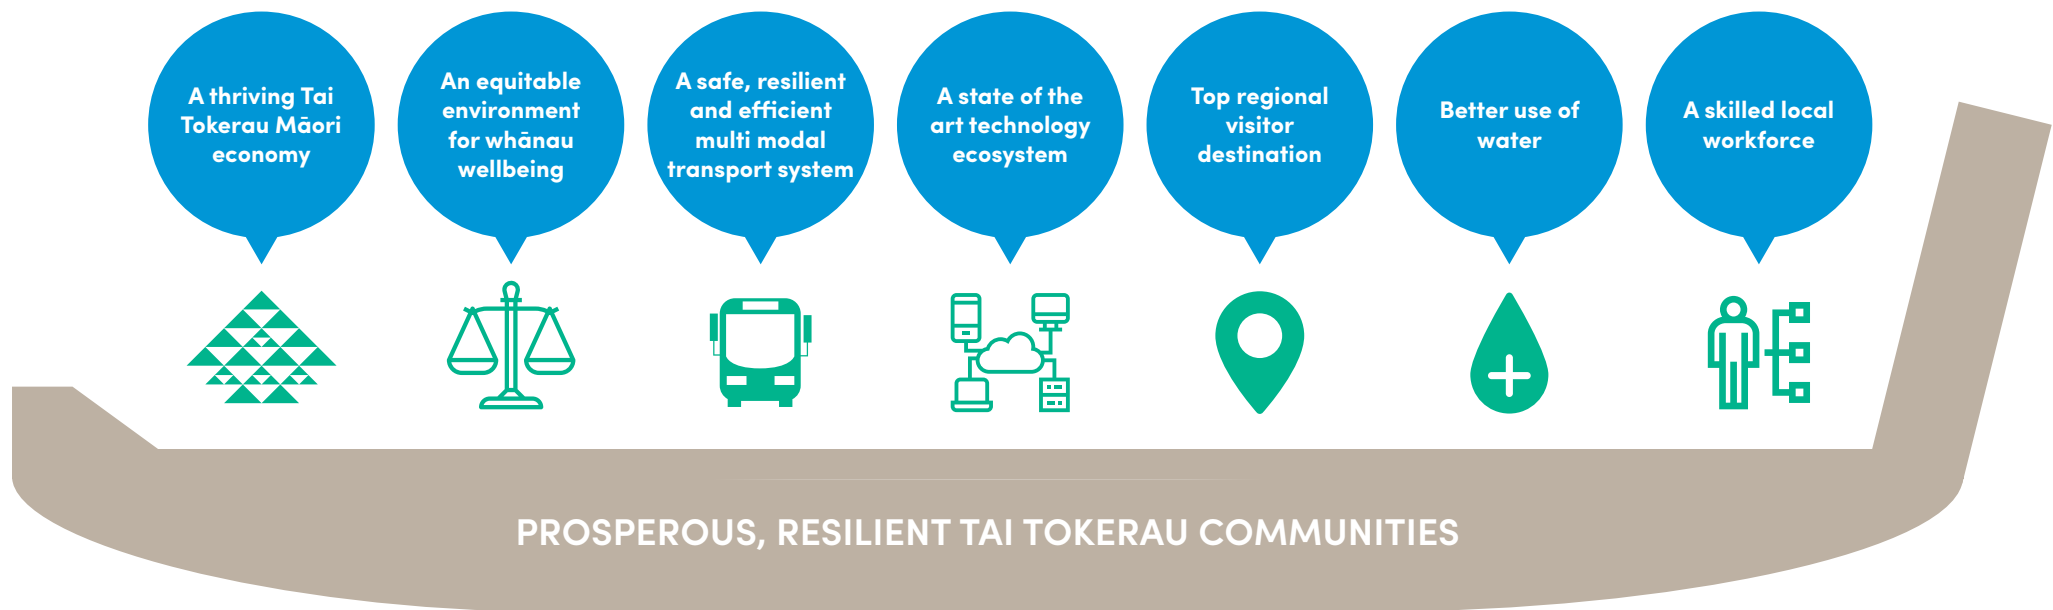 A thriving Tai
Tokerau Māori
economy
An equitable
environment
for whānau
wellbeing
A safe, resilient
and efficient
multi modal
transport system
A state of the
art technology
ecosystem
Top regional
visitor
destination
Better use of
water
A skilled local
workforce
PROSPEROUS, RESILIENT TAI TOKERAU COMMUNITIES